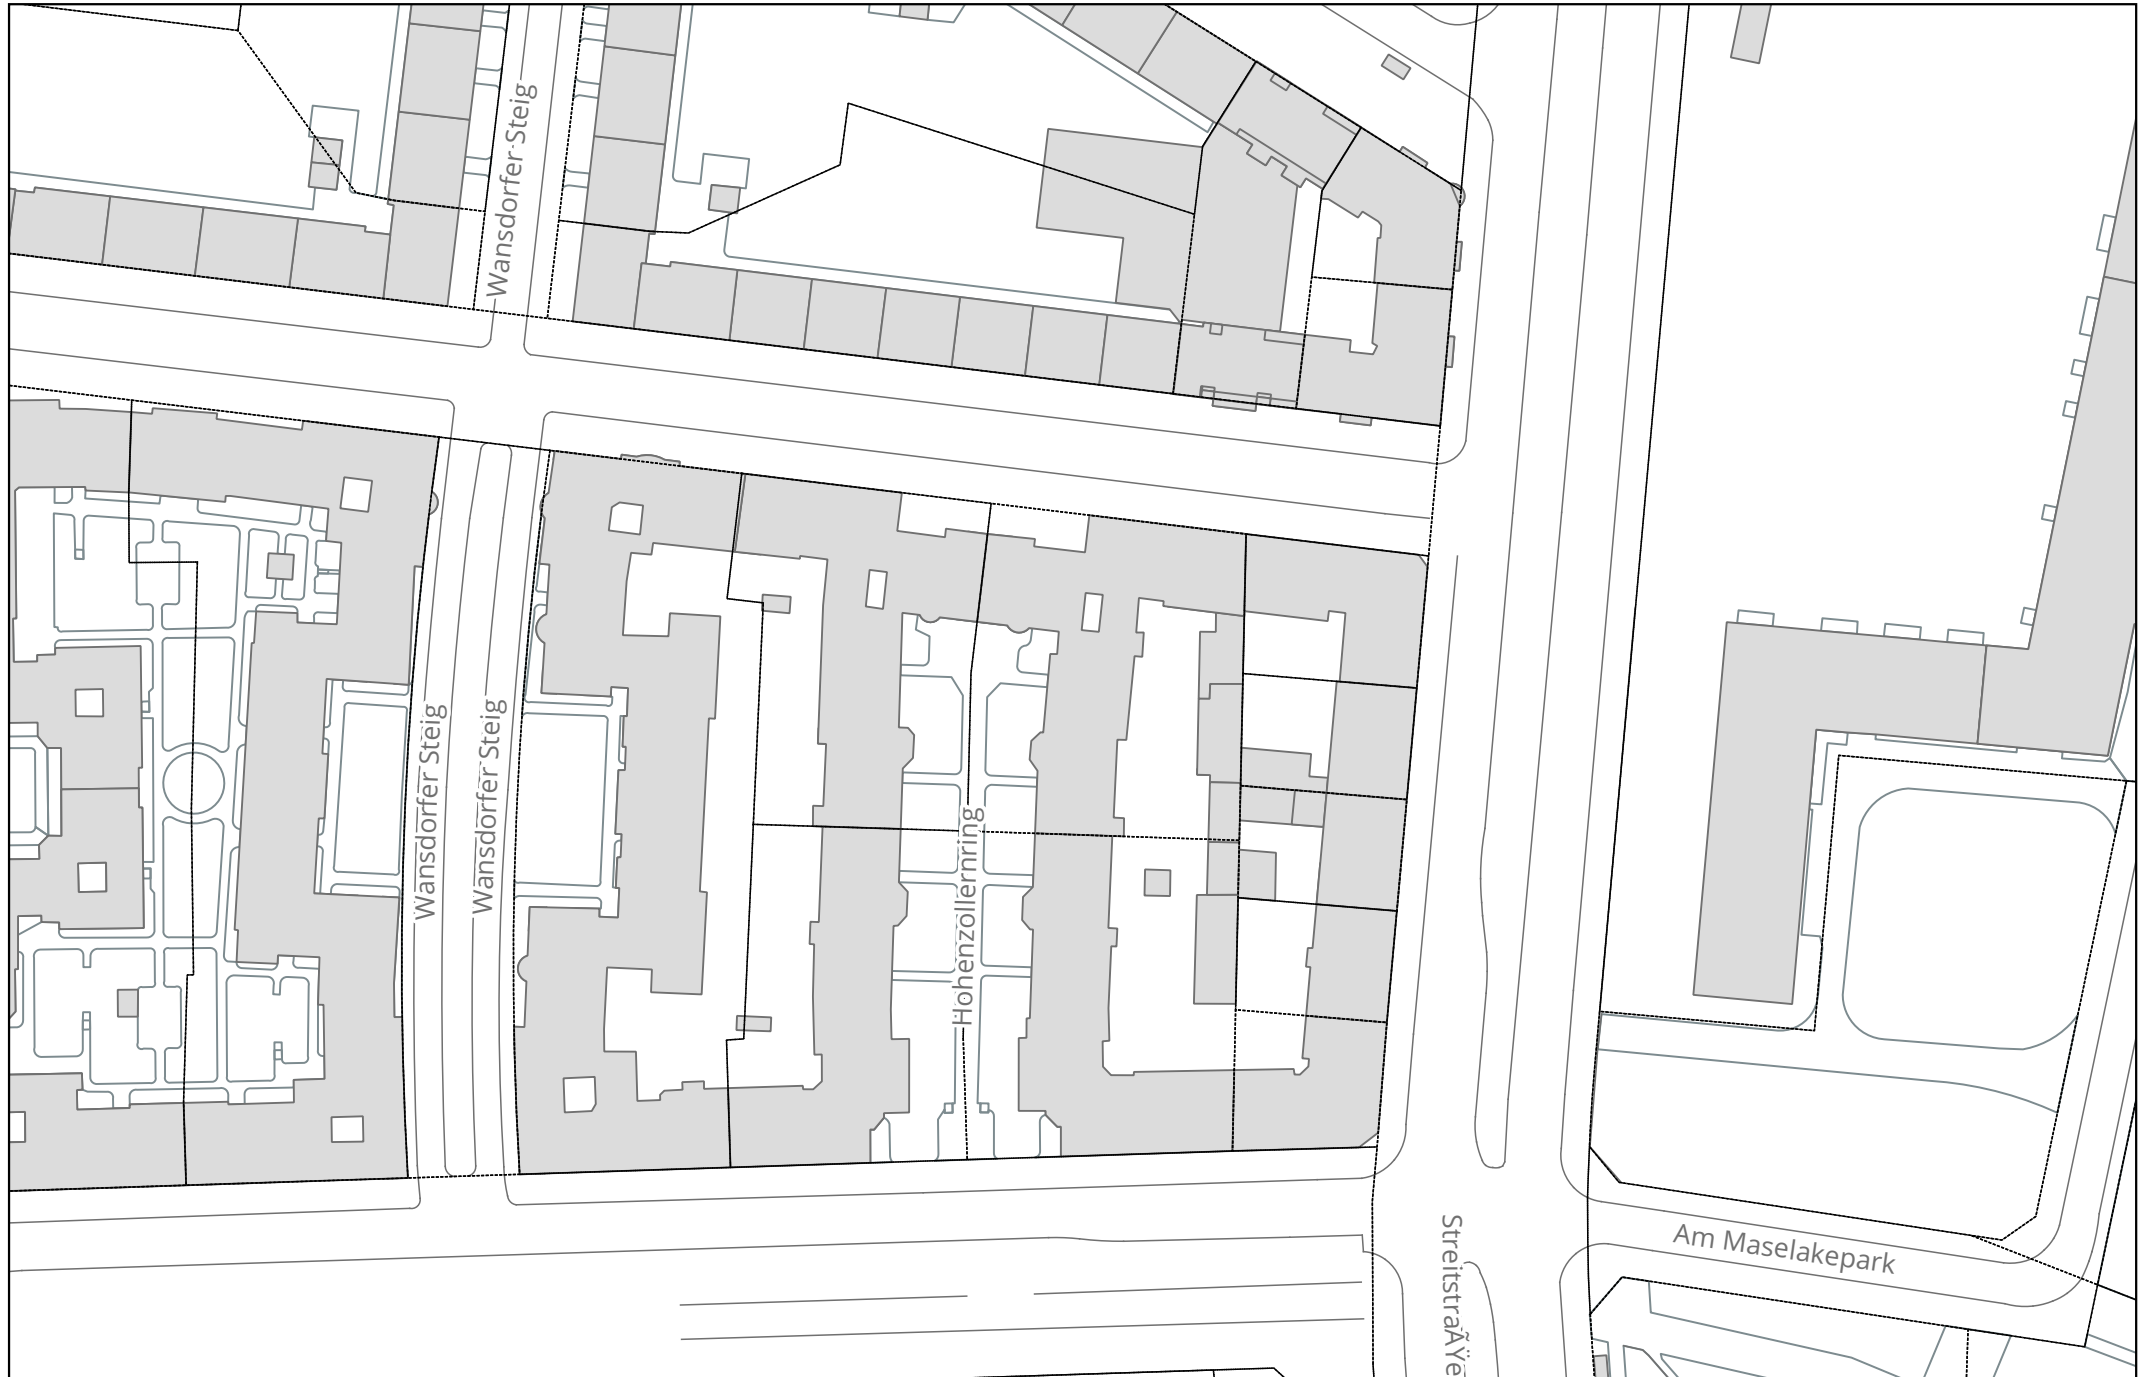 Wansdorfer Steig
Wansdorfer Steig
Wansdorfer Steig
Hohenzollernring
StreitstraÃŸe
Am Maselakepark